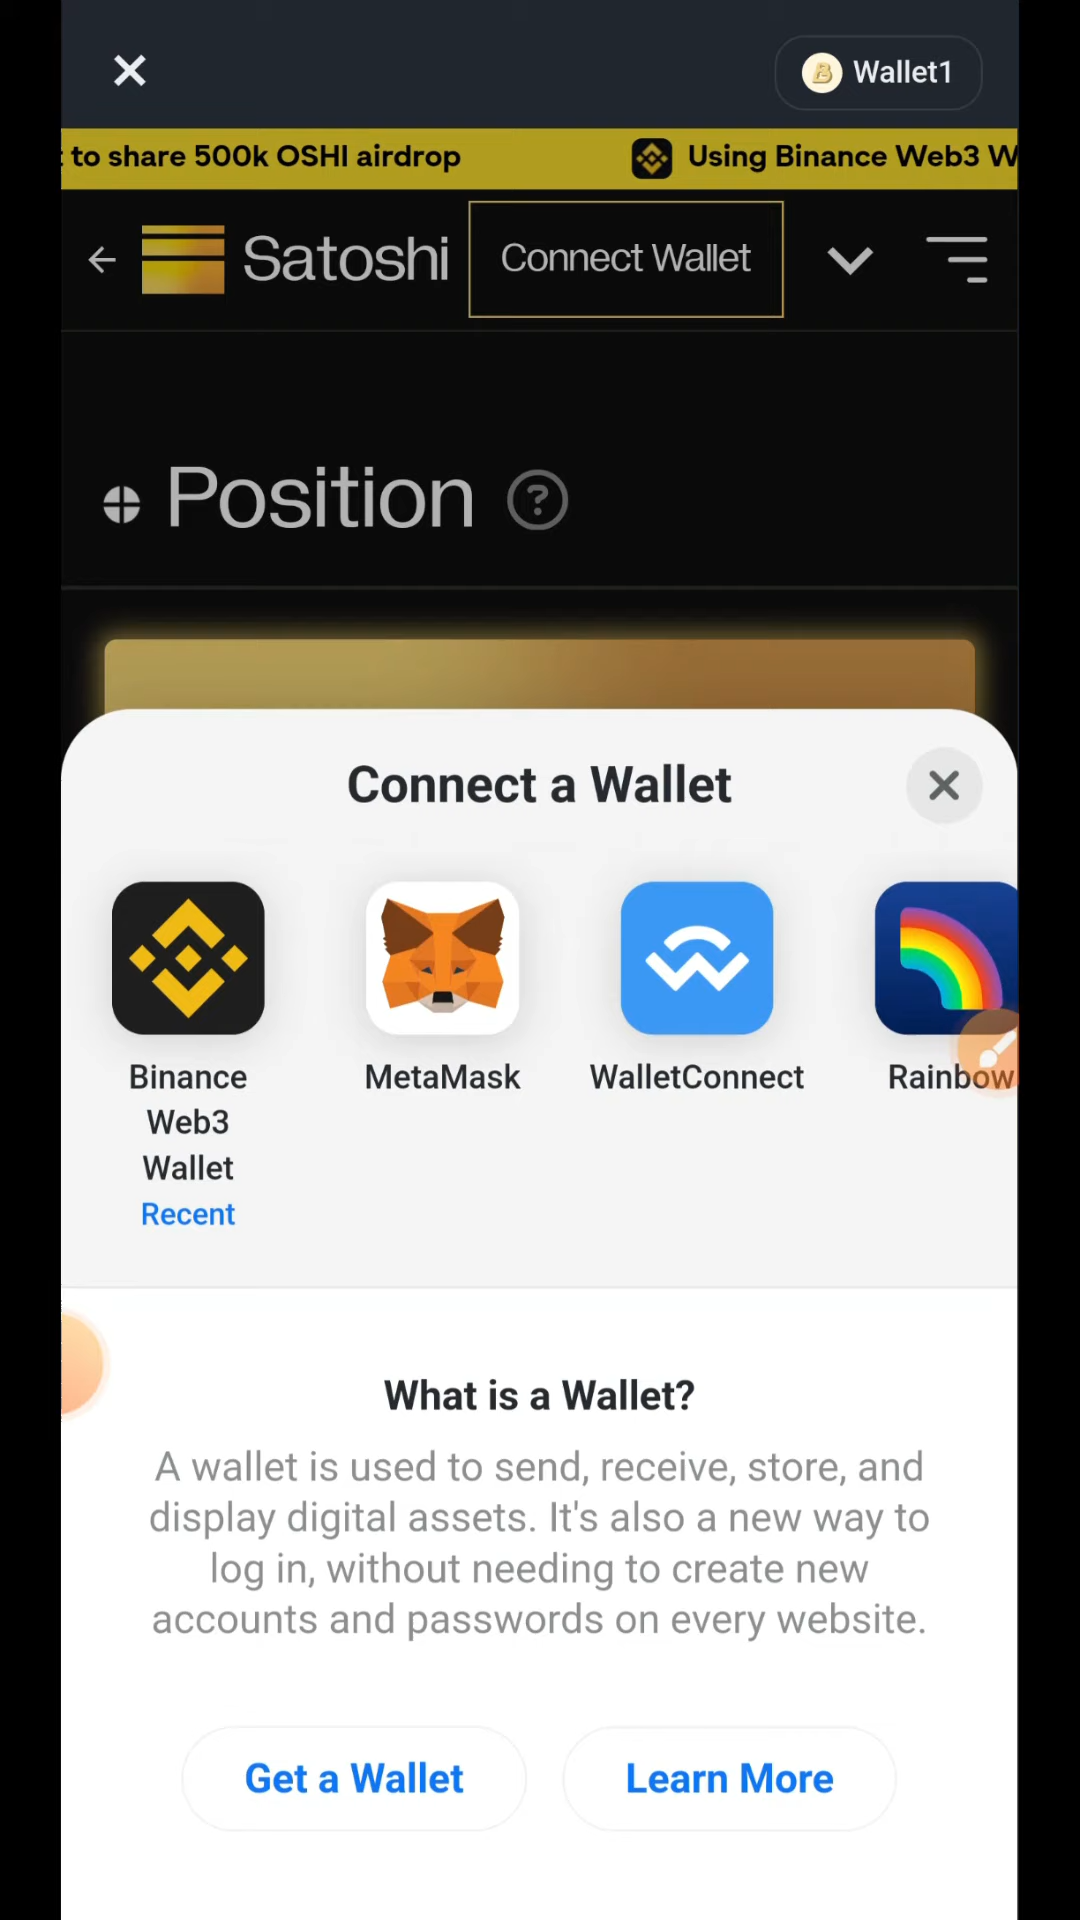 Wallet1
to share 500k OSHI airdrop
Using Binance Web3 W
Satoshi
Connect Wallet
Position
?
Connect a Wallet
Binance
Web3
Wallet
Recent
MetaMask
WalletConnect
Rainbow
What is a Wallet?
A wallet is used to send, receive, store, and
display digital assets. It's also a new way to
log in, without needing to create new
accounts and passwords on every website.
Get a Wallet
Learn More